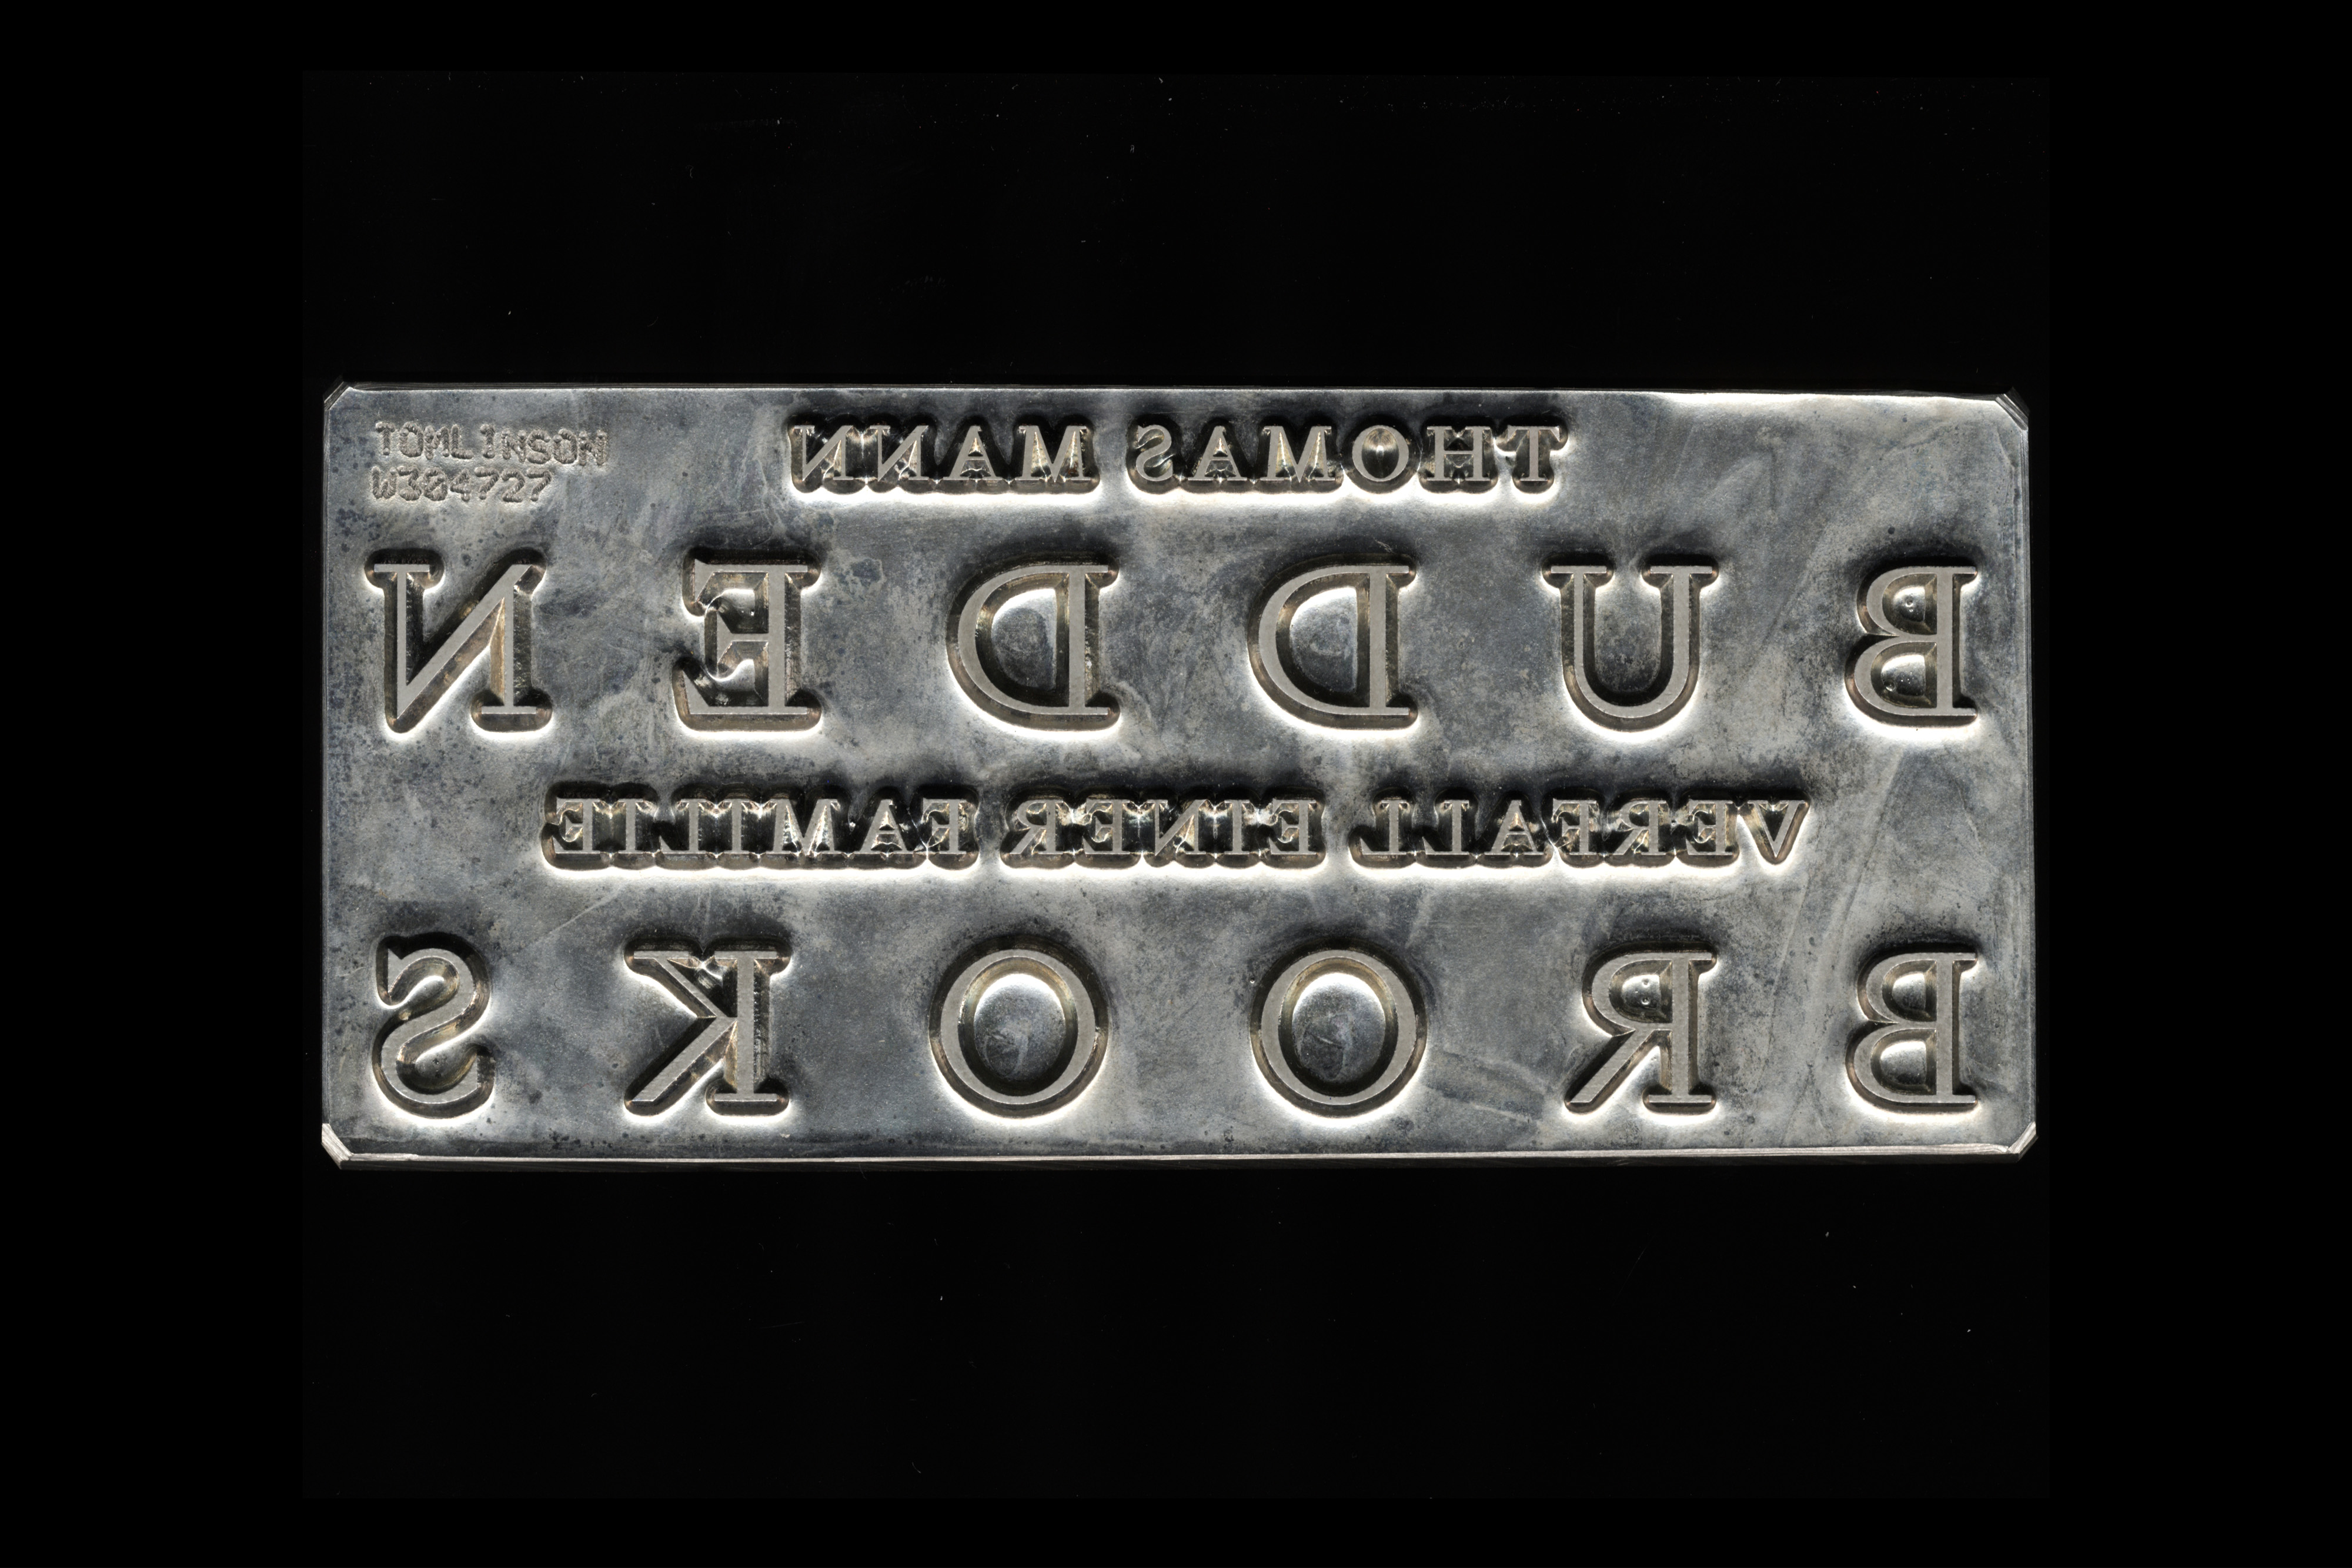 TOMLINSON
W304727
THOMAS MANN
BUDDEN
VERFALL EINER FAMILIE
BROOKS